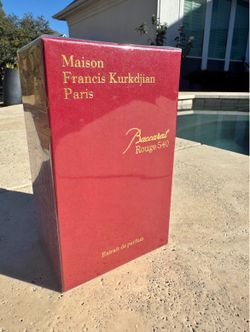 Maison
Francis Kurkdjian
Paris
Baccarat
Rouge 540
Extrait de parfum